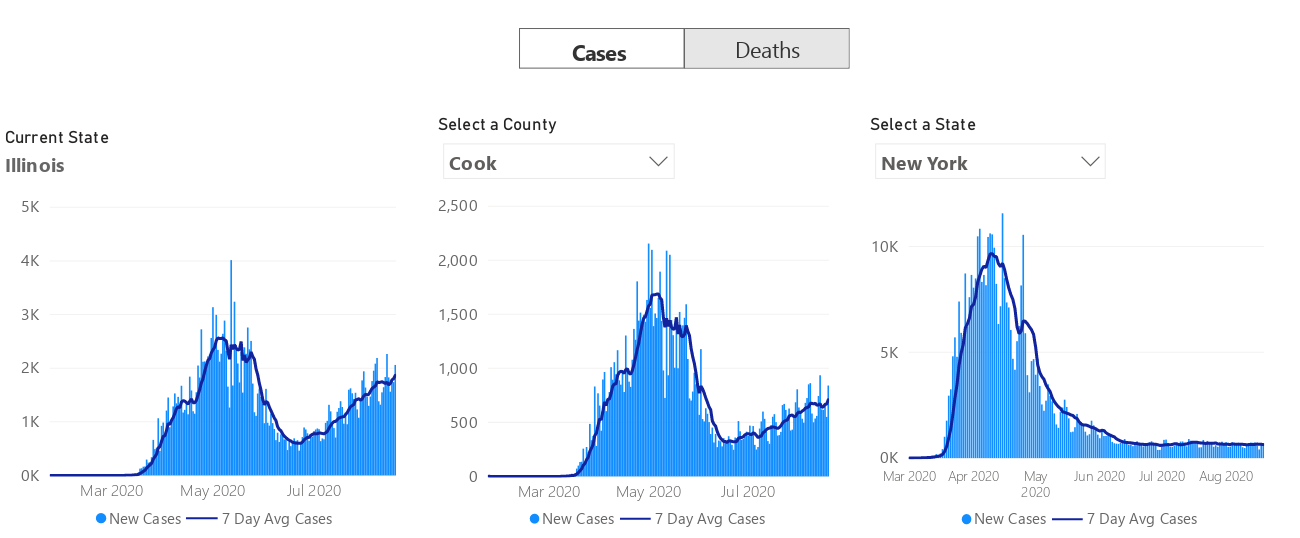 Cases
Deaths
Current State
Illinois
5K
4K
3K
2K
1K
0K
Mar 2020 May 2020 Jul 2020
New Cases 7 Day Avg Cases
Select a County
Cook
2,500
2,000
1,500
1,000
500
0
Mar 2020 May 2020 Jul 2020
New Cases 7 Day Avg Cases
Select a State
New York
10K
5K
0K
Mar 2020 Apr 2020 May 2020 Jun 2020 Jul 2020 Aug 2020
New Cases 7 Day Avg Cases